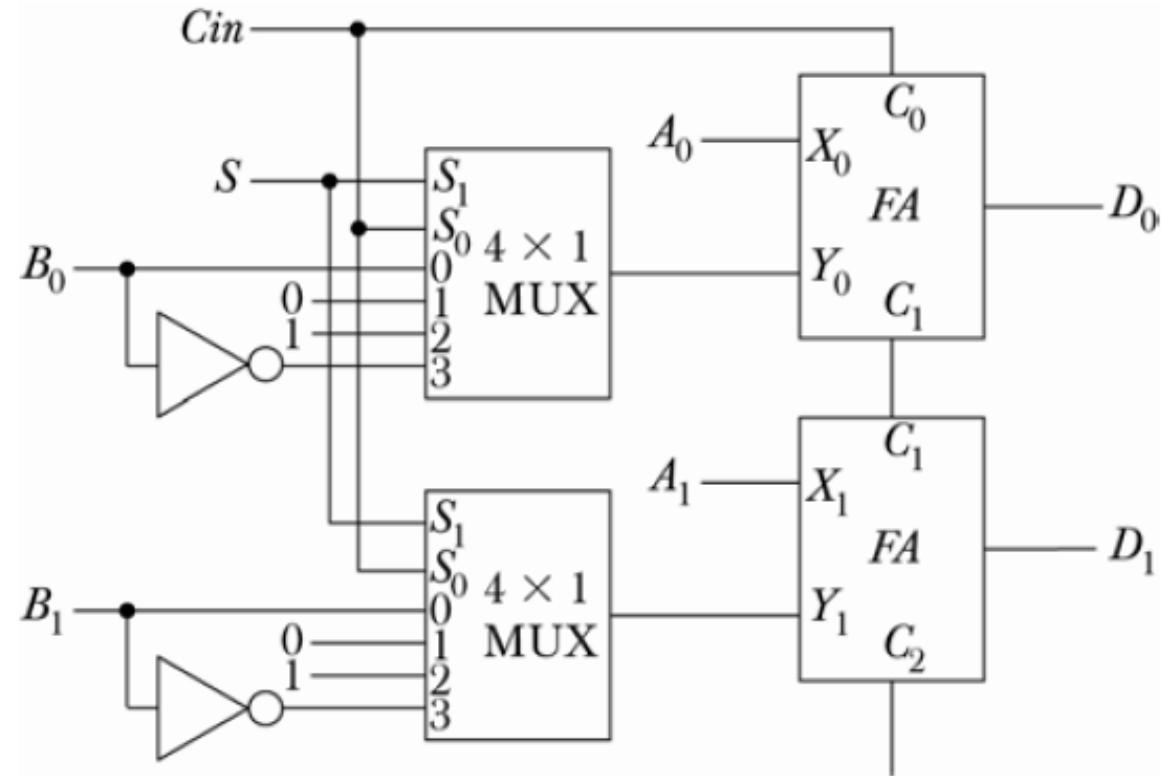 Cin
C₀
A₀ X₀
S S₁ FA D₀
S₀ 4 × 1
B₀ 0 MUX Y₀
0 1 C₁
1 2
3
C₁
A₁ X₁
S₁ FA D₁
S₀ 4 × 1
B₁ 0 MUX Y₁
0 1 C₂
1 2
3